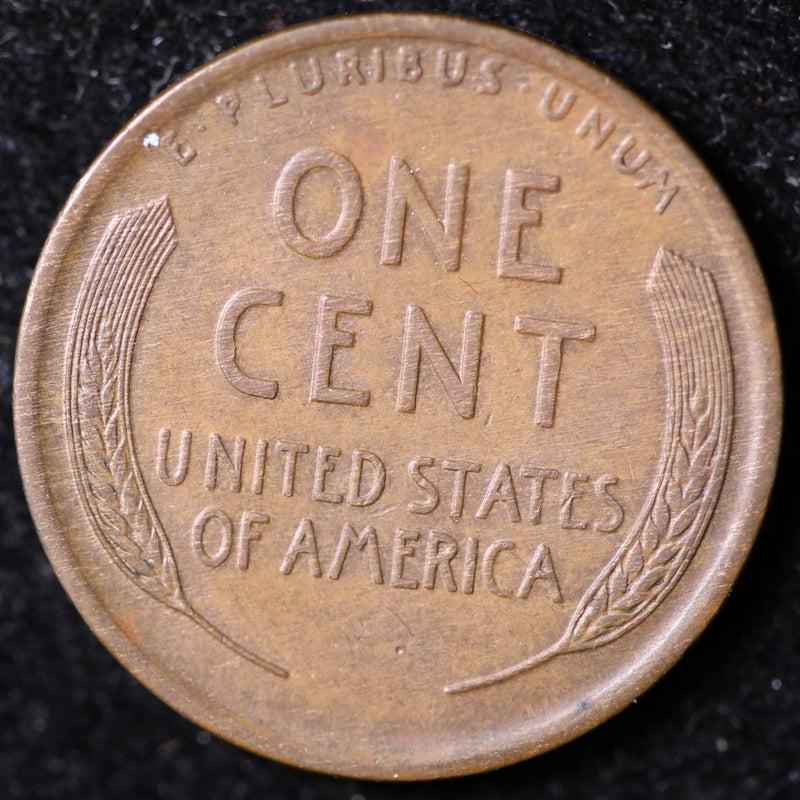 E · PLURIBUS · UNUM
ONE
CENT
UNITED STATES
OF AMERICA